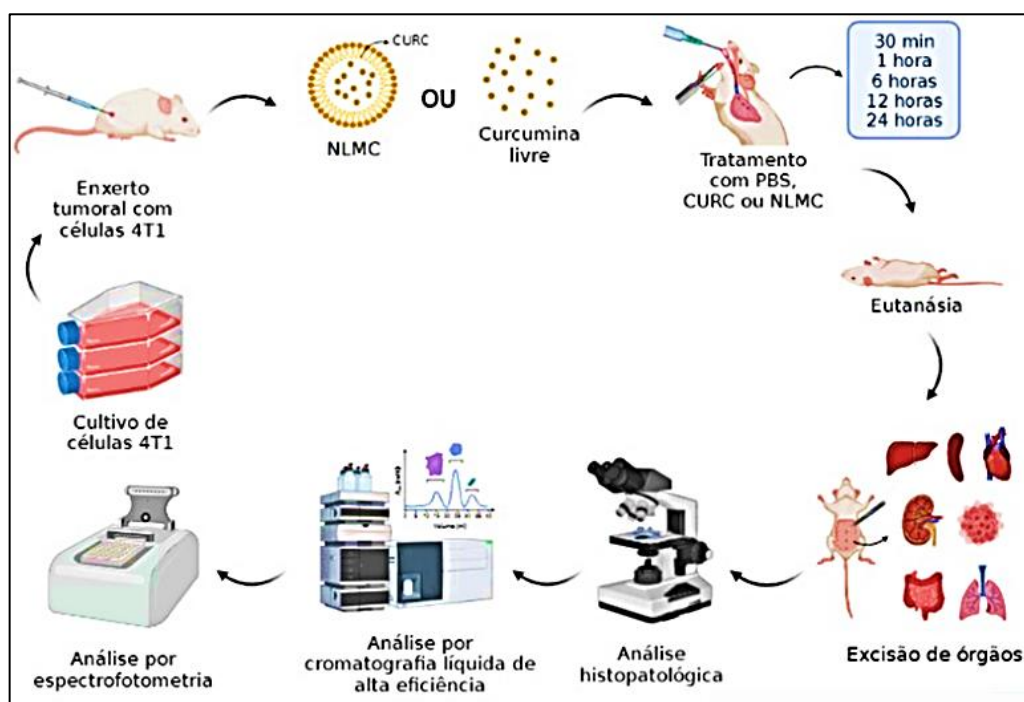 Cultivo de
células 4T1
Enxerto
tumoral com
células 4T1
CURC
NLMC
OU
Curcumina
livre
Tratamento
com PBS,
CURC ou NLMC
30 min
1 hora
6 horas
12 horas
24 horas
Eutanásia
Excisão de órgãos
Análise
histopatológica
Volume (ml)
Análise por
cromatografia líquida de
alta eficiência
Análise por
espectrofotometria